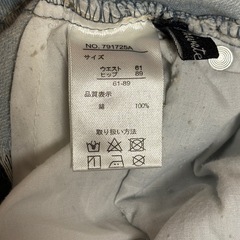 NO. 791725A
サイズ
ウエスト 61
ヒップ 89
61-89
品質表示
綿 100%
取り扱い方法